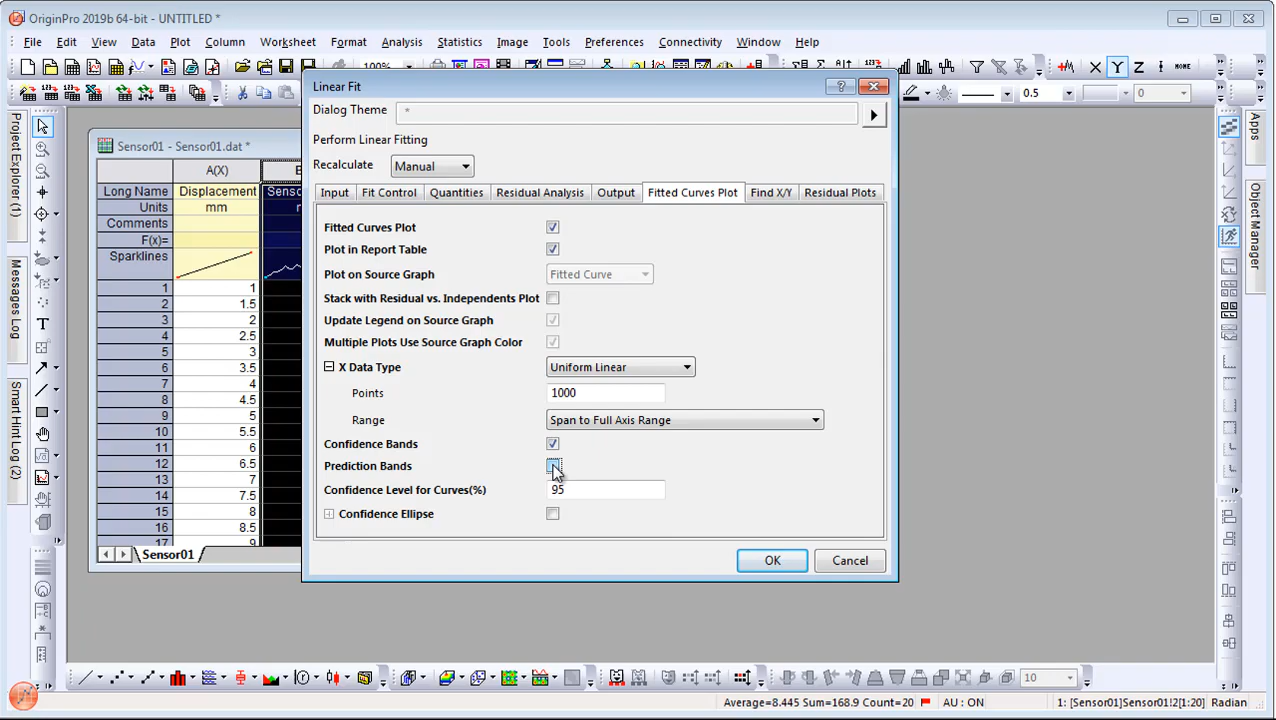 OriginPro 2019b 64-bit - UNTITLED *
File Edit View Data Plot Column Worksheet Format Analysis Statistics Image Tools Preferences Connectivity Window Help
100%
X Y Z HOME
0.5 0
Linear Fit
Dialog Theme *
Perform Linear Fitting
Recalculate Manual
Input Fit Control Quantities Residual Analysis Output Fitted Curves Plot Find X/Y Residual Plots
Fitted Curves Plot
Plot in Report Table
Plot on Source Graph Fitted Curve
Stack with Residual vs. Independents Plot
Update Legend on Source Graph
Multiple Plots Use Source Graph Color
X Data Type Uniform Linear
Points 1000
Range Span to Full Axis Range
Confidence Bands
Prediction Bands
Confidence Level for Curves(%) 95
Confidence Ellipse
OK Cancel
Project Explorer (1)
Messages Log
Smart Hint Log (2)
Apps
Object Manager
T
Sensor01 - Sensor01.dat *
A(X)
Long Name Displacement
Units mm
Comments
F(x)=
Sparklines
1 1
2 1.5
3 2
4 2.5
5 3
6 3.5
7 4
8 4.5
9 5
10 5.5
11 6
12 6.5
13 7
14 7.5
15 8
16 8.5
17 9
Sensor01
10
Average=8.445 Sum=168.9 Count=20 AU : ON 1: [Sensor01]Sensor01!2[1:20] Radian